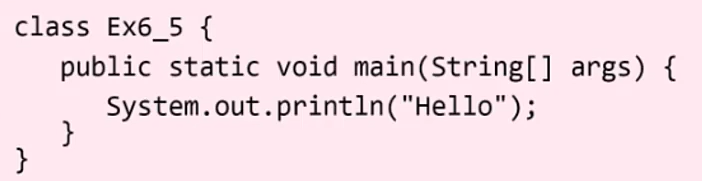 class Ex6_5 {
   public static void main(String[] args) {
      System.out.println("Hello");
   }
}